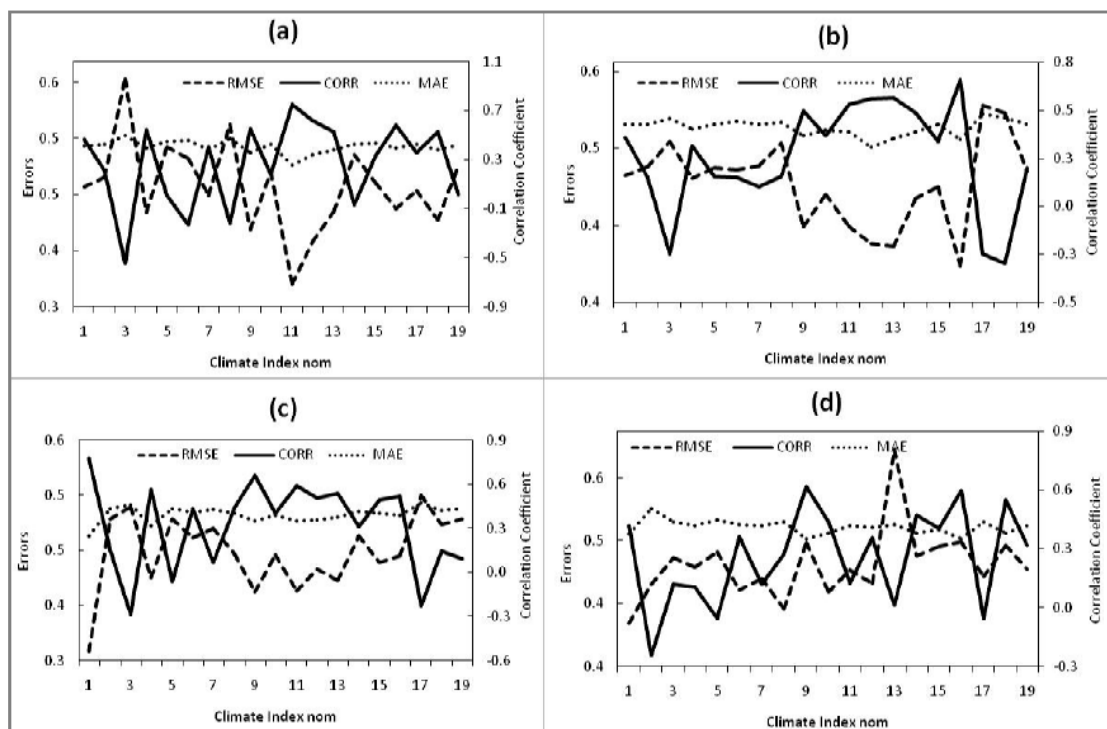 (a)
RMSE CORR MAE
0.6
0.5
0.5
0.4
0.3
1.1
0.7
0.3
-0.1
-0.5
-0.9
Errors
Correlation Coefficient
1 3 5 7 9 11 13 15 17 19
Climate Index nom
(b)
RMSE CORR MAE
0.6
0.5
0.4
0.4
0.8
0.5
0.3
0.0
-0.3
-0.5
Errors
Correlation Coefficient
1 3 5 7 9 11 13 15 17 19
Climate Index nom
(c)
RMSE CORR MAE
0.6
0.5
0.5
0.4
0.3
0.9
0.6
0.3
0.0
-0.3
-0.6
Errors
Correlation Coefficient
1 3 5 7 9 11 13 15 17 19
Climate Index nom
(d)
RMSE CORR MAE
0.6
0.4
0.4
0.9
0.6
0.3
0.0
-0.3
Errors
Correlation Coefficient
1 3 5 7 9 11 13 15 17 19
Climate Index nom